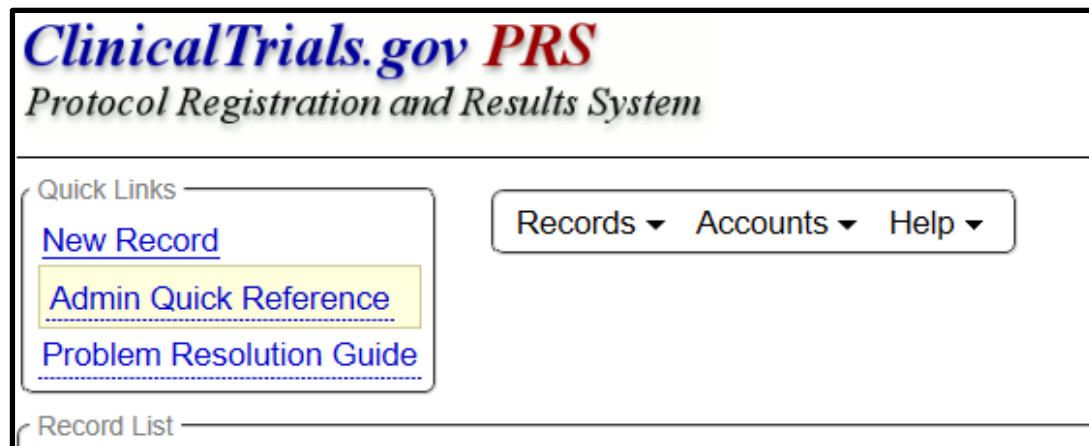 ClinicalTrials.gov PRS
Protocol Registration and Results System
Quick Links
New Record
Admin Quick Reference
Problem Resolution Guide
Records Accounts Help
Record List